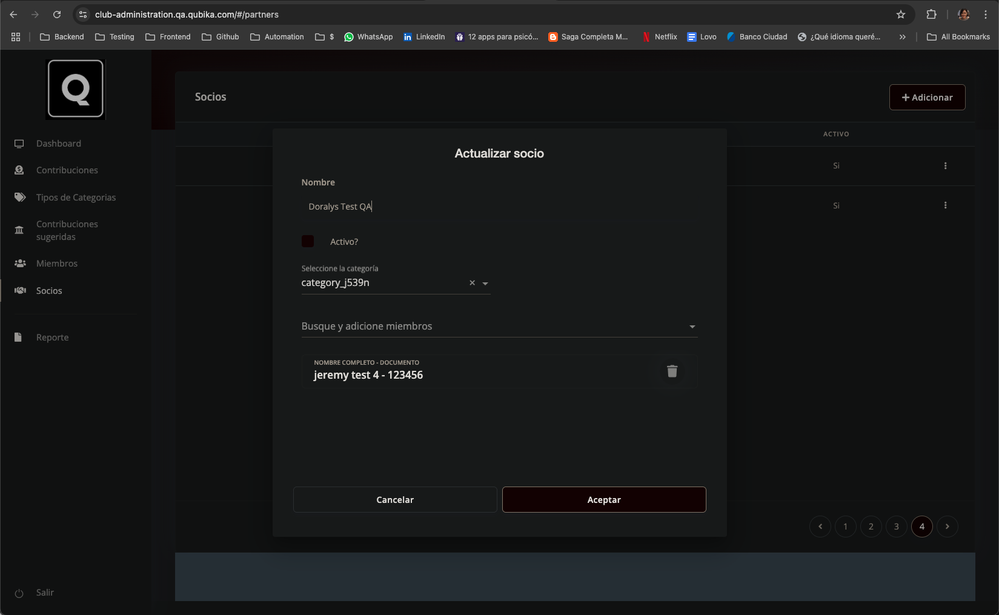 club-administration.qa.qubika.com/#/partners
Backend
Testing
Frontend
Github
Automation
$
WhatsApp
LinkedIn
12 apps para psicó...
Saga Completa M...
Netflix
Lovo
Banco Ciudad
¿Qué idioma queré...
»
All Bookmarks
Q
Dashboard
Contribuciones
Tipos de Categorias
Contribuciones
sugeridas
Miembros
Socios
Reporte
Salir
Socios
+ Adicionar
ACTIVO
Si
Si
Actualizar socio
Nombre
Doralys Test QA
Activo?
Seleccione la categoría
category_j539n
Busque y adicione miembros
NOMBRE COMPLETO - DOCUMENTO
jeremy test 4 - 123456
Cancelar
Aceptar
1 2 3 4